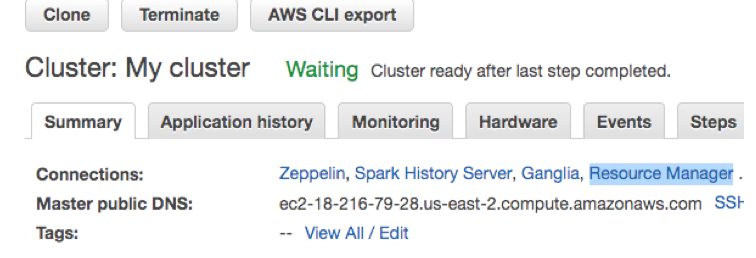 Clone Terminate AWS CLI export
Cluster: My cluster Waiting Cluster ready after last step completed.
Summary Application history Monitoring Hardware Events Steps
Connections: Zeppelin, Spark History Server, Ganglia, Resource Manager .
Master public DNS: ec2-18-216-79-28.us-east-2.compute.amazonaws.com SSH
Tags: -- View All / Edit